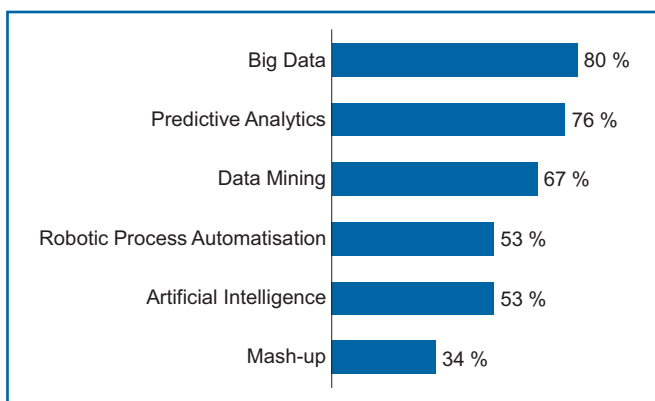 Big Data 80 %
Predictive Analytics 76 %
Data Mining 67 %
Robotic Process Automatisation 53 %
Artificial Intelligence 53 %
Mash-up 34 %